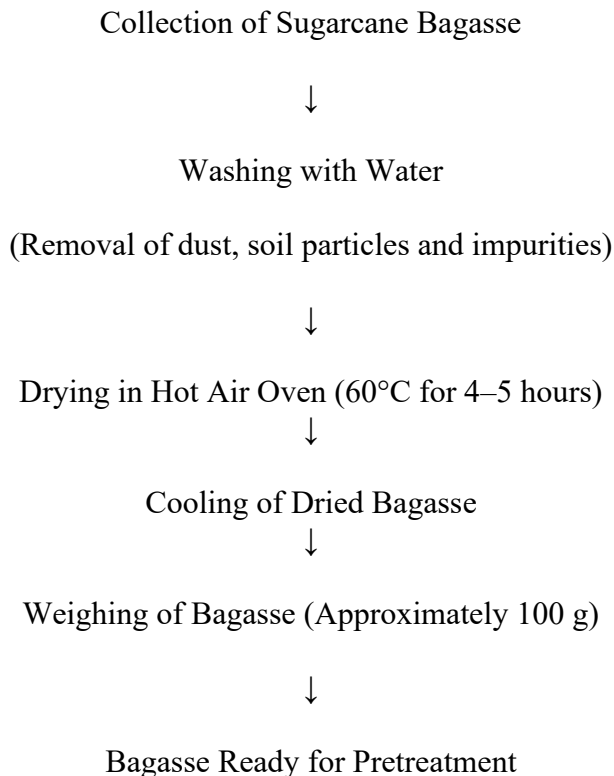 Collection of Sugarcane Bagasse
↓
Washing with Water
(Removal of dust, soil particles and impurities)
↓
Drying in Hot Air Oven (60°C for 4–5 hours)
↓
Cooling of Dried Bagasse
↓
Weighing of Bagasse (Approximately 100 g)
↓
Bagasse Ready for Pretreatment